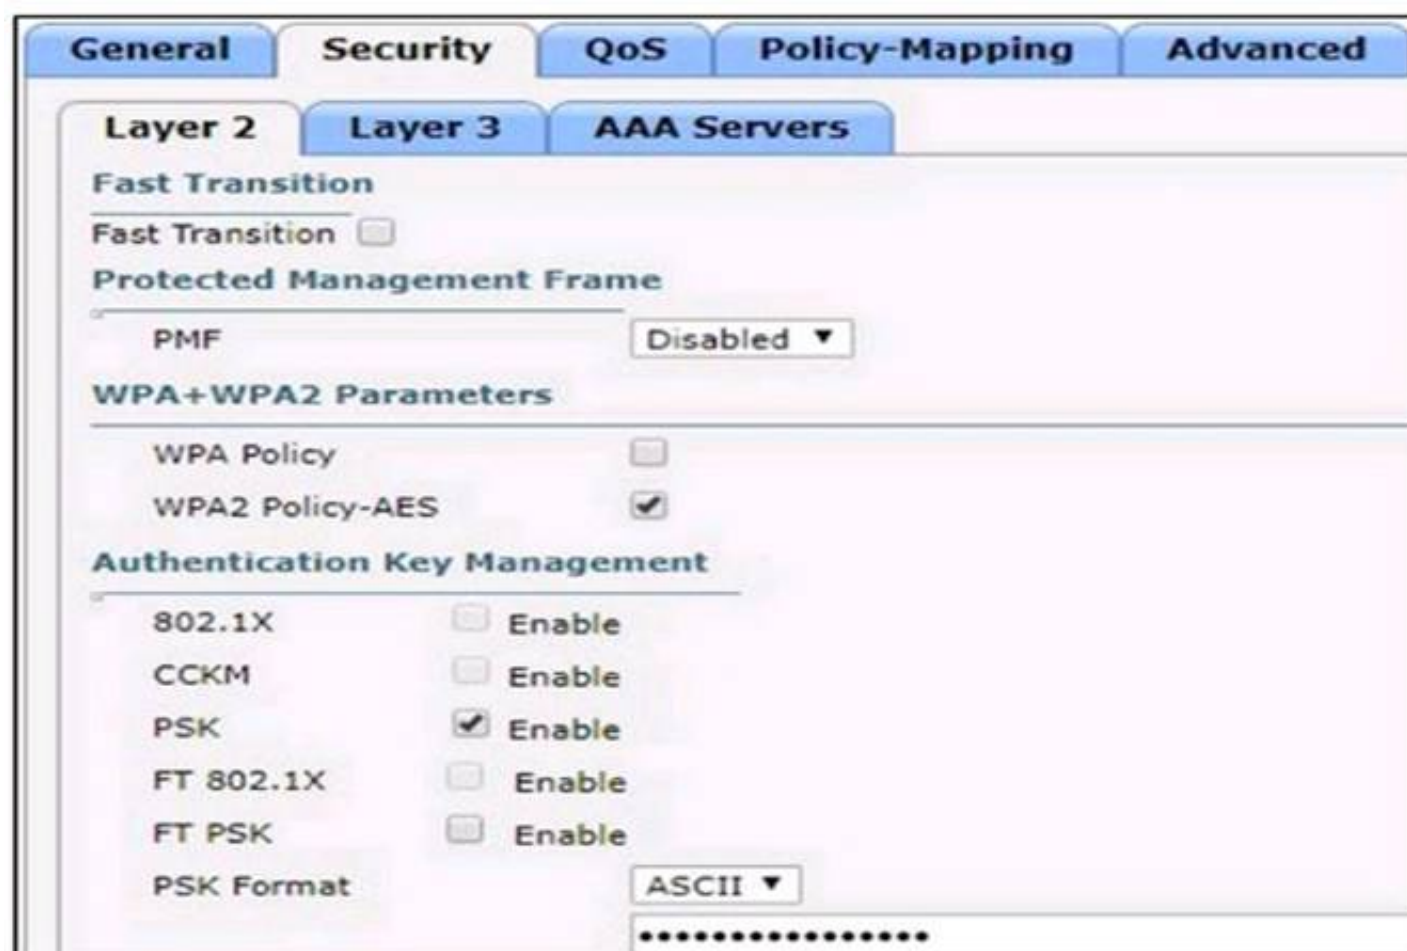 General Security QoS Policy-Mapping Advanced
Layer 2 Layer 3 AAA Servers
Fast Transition
Fast Transition
Protected Management Frame
PMF Disabled
WPA+WPA2 Parameters
WPA Policy
WPA2 Policy-AES
Authentication Key Management
802.1X Enable
CCKM Enable
PSK Enable
FT 802.1X Enable
FT PSK Enable
PSK Format ASCII
••••••••••••••••